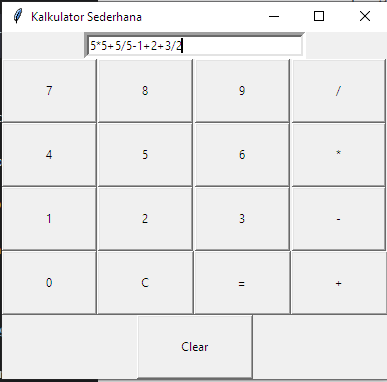 Kalkulator Sederhana
5*5+5/5-1+2+3/2
7 8 9 /
4 5 6 *
1 2 3 -
0 C = +
Clear